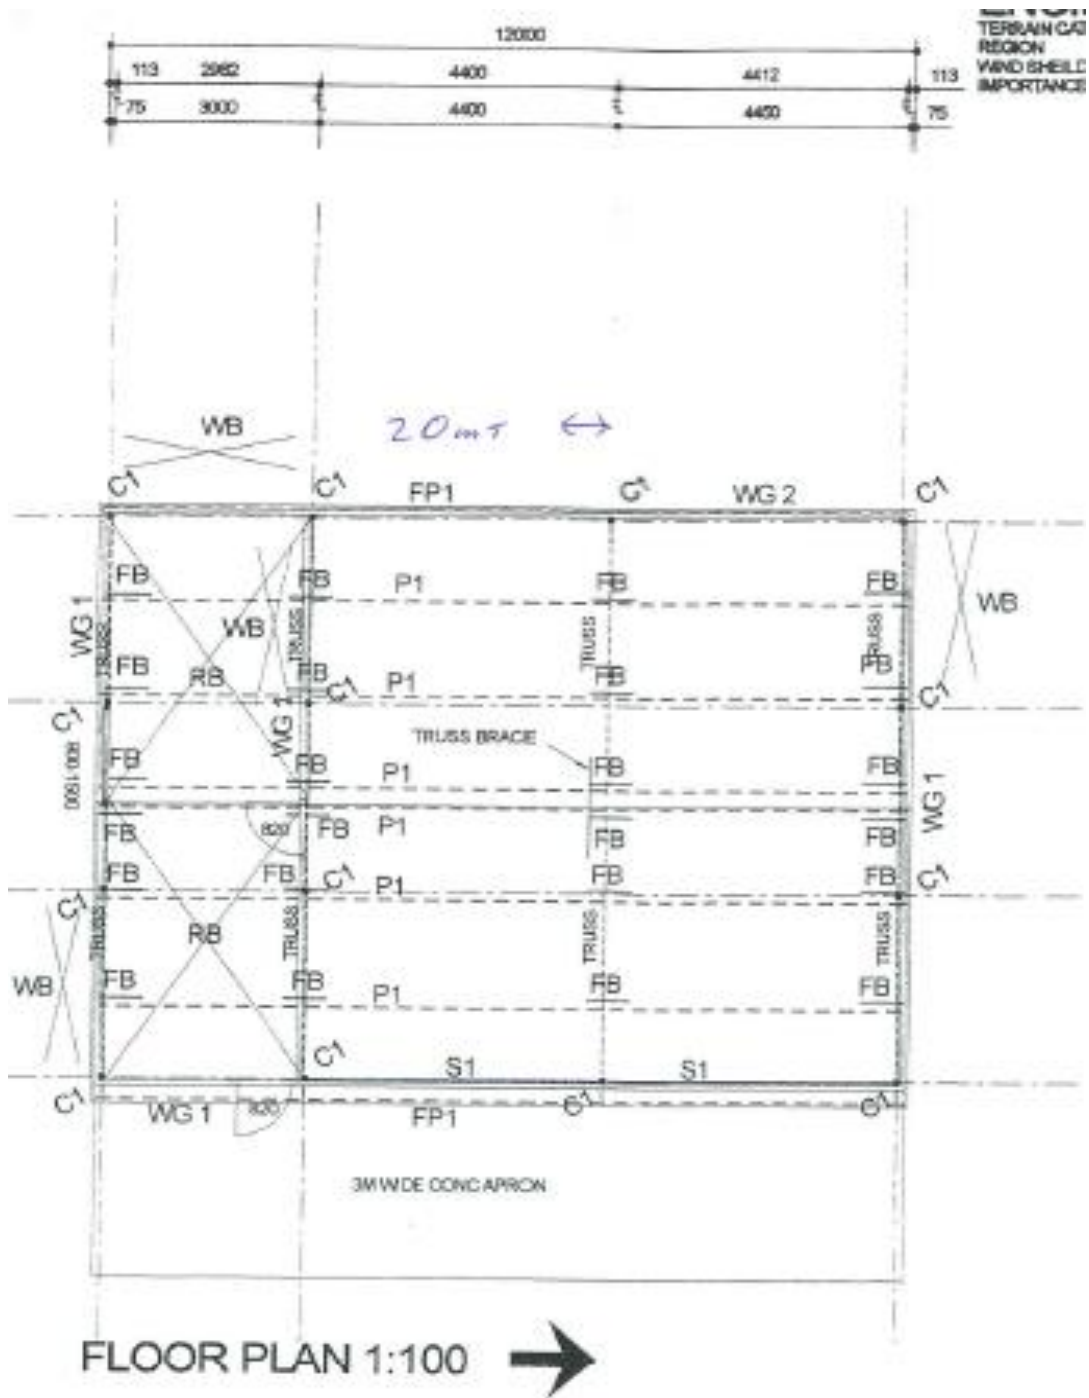 TERRAIN CAT
REGION
WIND SHEILD
IMPORTANCE
12000
113 2962 4400 4412 113
75 3000 4400 4450 75
20mT ↔
WB
C1 C1 FP1 C1 WG 2 C1
FB FB P1 FB FB
WG 1 TRUSS WB TRUSS TRUSS TRUSS WB
FB RB FB P1 FB FB
C1 C1 C1
WG 1 TRUSS BRACE
800-1500 FB FB P1 FB FB WG 1
820 P1
FB FB FB FB
FB FB C1 P1 FB FB C1
C1 TRUSS RB TRUSS TRUSS TRUSS
WB FB FB P1 FB FB
C1 S1 S1
C1 WG 1 820 FP1 C1 C1
3M WIDE CONC APRON
FLOOR PLAN 1:100